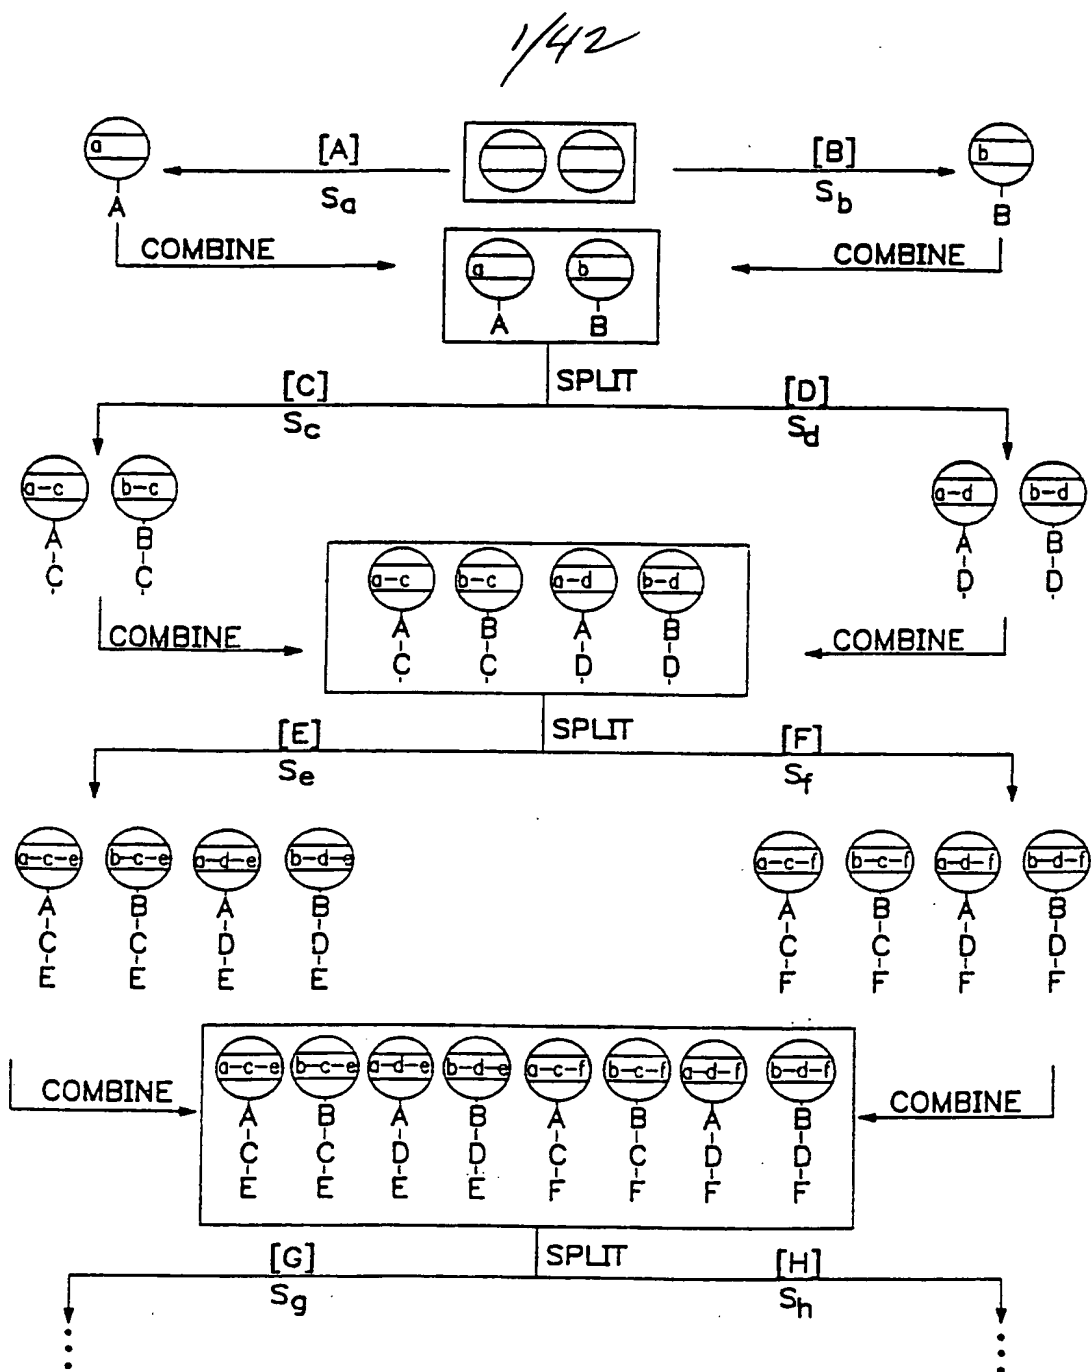 1/42
a [A] [B] b
A Sa Sb B
COMBINE a b COMBINE
A B
[C] SPLIT [D]
Sc Sd
a-c b-c a-d b-d
A B A B
C C D D
a-c b-c a-d b-d
A B A B
C C D D
COMBINE COMBINE
[E] SPLIT [F]
Se Sf
a-c-e b-c-e a-d-e b-d-e a-c-f b-c-f a-d-f b-d-f
A B A B A B A B
C C D D C C D D
E E E E F F F F
a-c-e b-c-e a-d-e b-d-e a-c-f b-c-f a-d-f b-d-f
COMBINE COMBINE
A B A B A B A B
C C D D C C D D
E E E E F F F F
[G] SPLIT [H]
Sg Sh